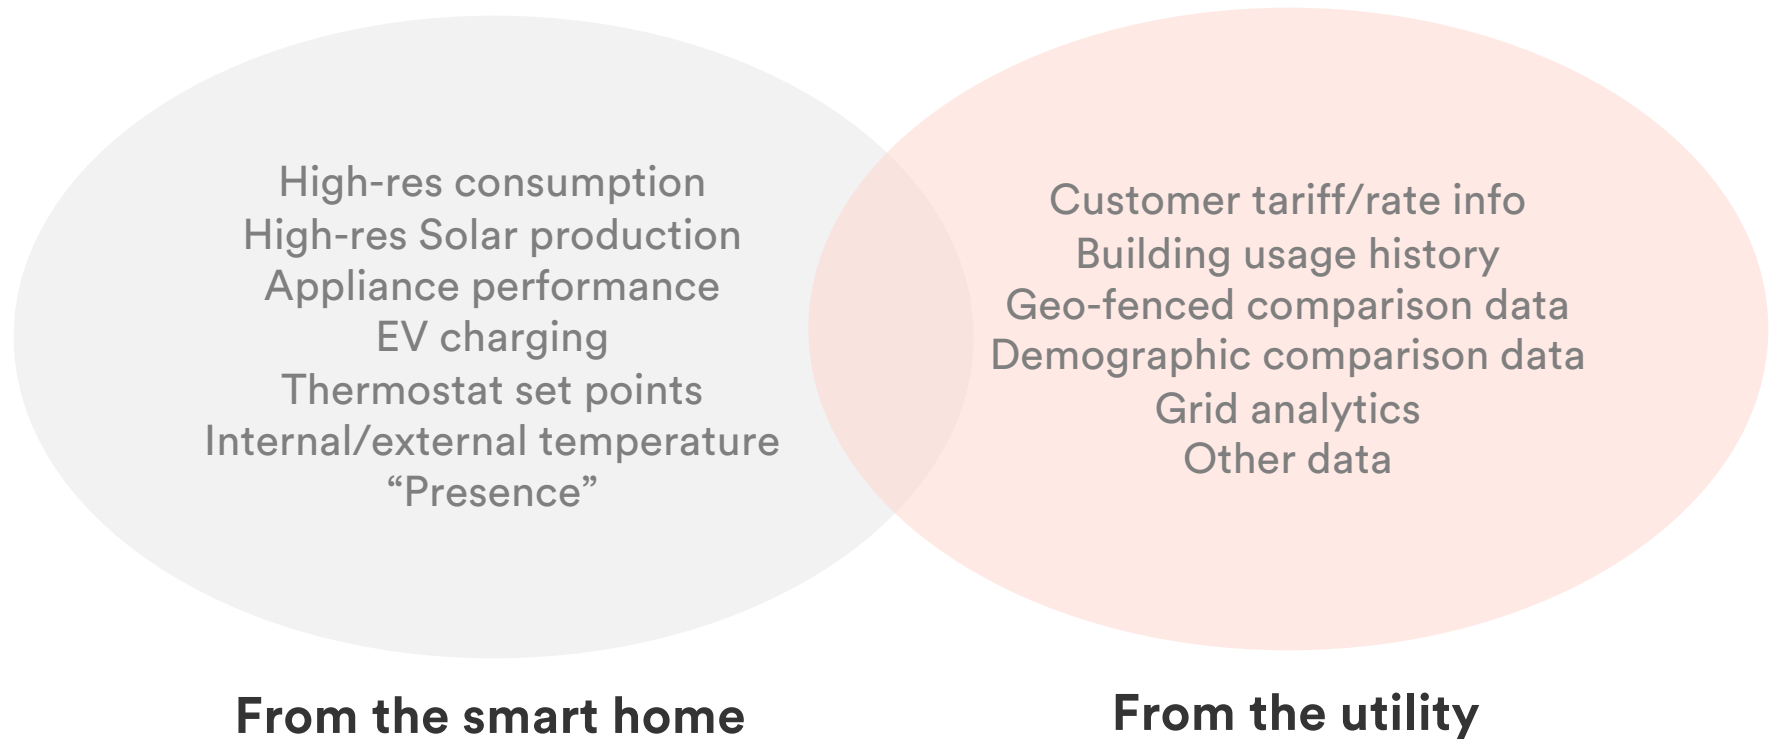 High-res consumption
High-res Solar production
Appliance performance
EV charging
Thermostat set points
Internal/external temperature
“Presence”
From the smart home
Customer tariff/rate info
Building usage history
Geo-fenced comparison data
Demographic comparison data
Grid analytics
Other data
From the utility